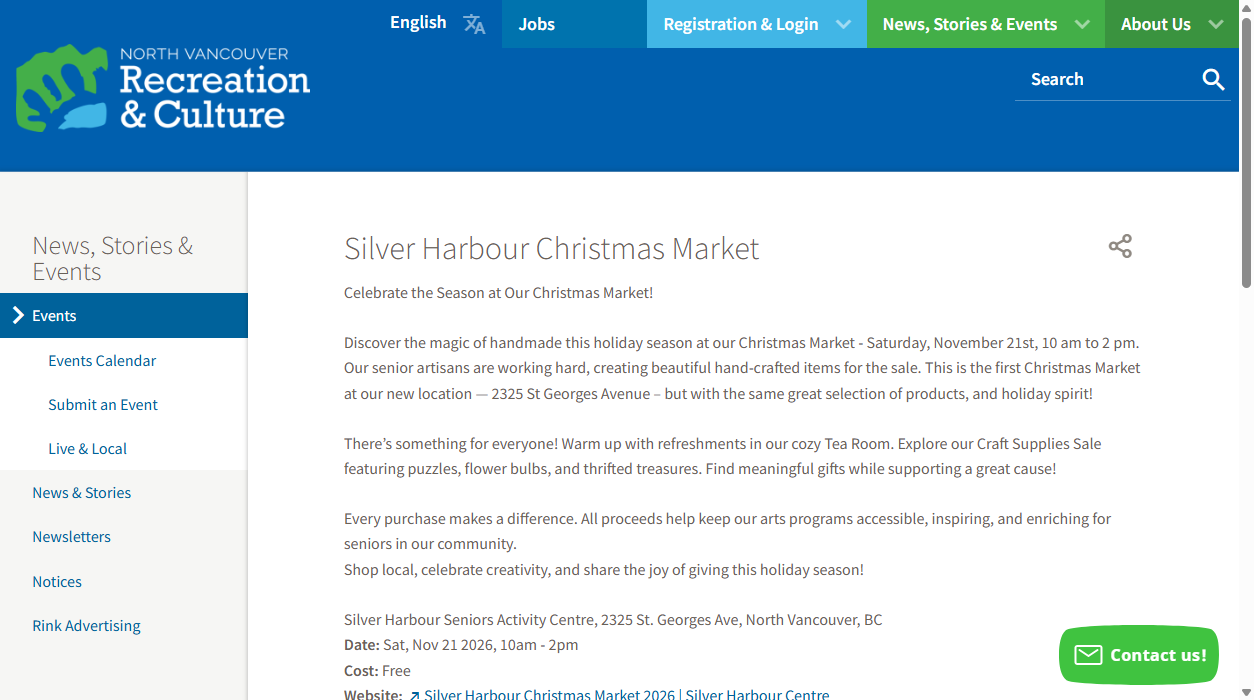 English
Jobs
Registration & Login
News, Stories & Events
About Us
NORTH VANCOUVER
Recreation
& Culture
Search
News, Stories &
Events
Events
Events Calendar
Submit an Event
Live & Local
News & Stories
Newsletters
Notices
Rink Advertising
Silver Harbour Christmas Market
Celebrate the Season at Our Christmas Market!
Discover the magic of handmade this holiday season at our Christmas Market - Saturday, November 21st, 10 am to 2 pm.
Our senior artisans are working hard, creating beautiful hand-crafted items for the sale. This is the first Christmas Market
at our new location — 2325 St Georges Avenue – but with the same great selection of products, and holiday spirit!
There’s something for everyone! Warm up with refreshments in our cozy Tea Room. Explore our Craft Supplies Sale
featuring puzzles, flower bulbs, and thrifted treasures. Find meaningful gifts while supporting a great cause!
Every purchase makes a difference. All proceeds help keep our arts programs accessible, inspiring, and enriching for
seniors in our community.
Shop local, celebrate creativity, and share the joy of giving this holiday season!
Silver Harbour Seniors Activity Centre, 2325 St. Georges Ave, North Vancouver, BC
Date: Sat, Nov 21 2026, 10am - 2pm
Cost: Free
Website: Silver Harbour Christmas Market 2026 | Silver Harbour Centre
Contact us!